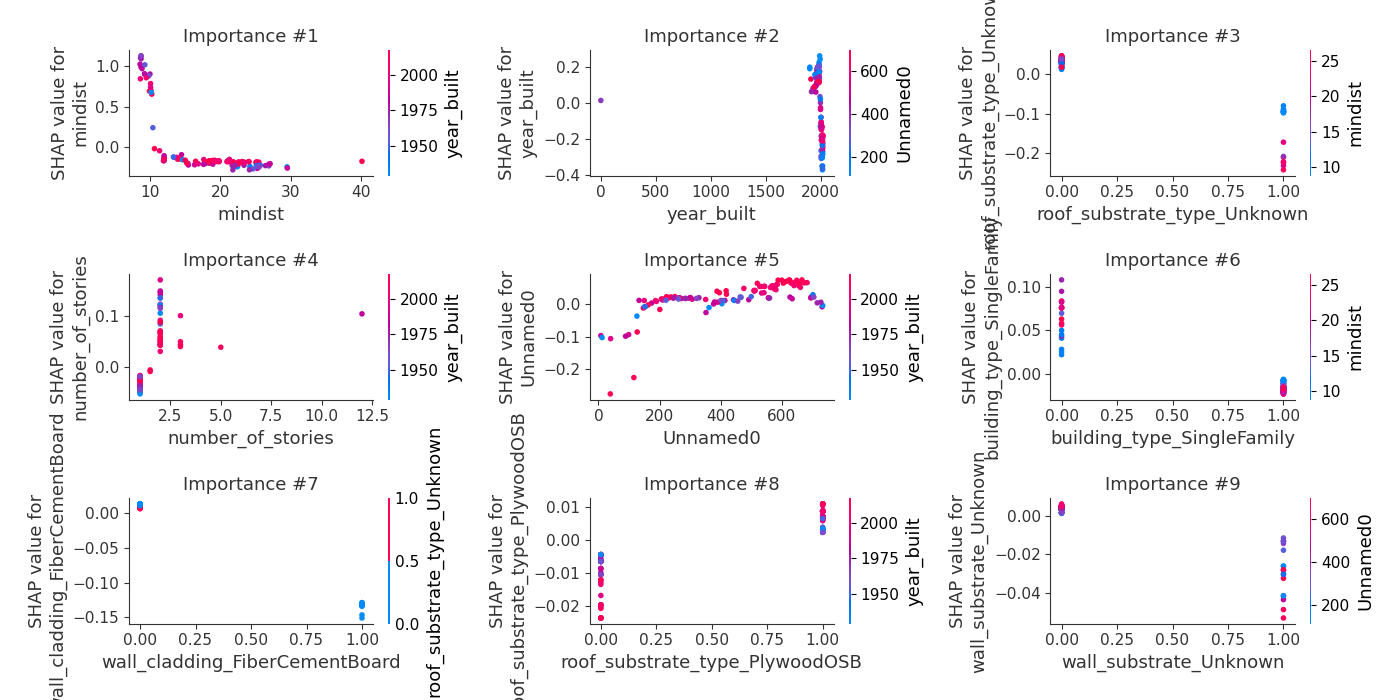 Importance #1
SHAP value for
mindist
1.0
0.5
0.0
10
20
30
40
mindist
2000
1975
1950
year_built
Importance #2
SHAP value for
year_built
0.2
0.0
−0.2
−0.4
0
500
1000
1500
2000
year_built
600
400
200
Unnamed0
Importance #3
SHAP value for
roof_substrate_type_Unknown
0.0
−0.1
−0.2
0.00
0.25
0.50
0.75
1.00
roof_substrate_type_Unknown
25
20
15
10
mindist
Importance #4
SHAP value for
number_of_stories
0.1
0.0
2.5
5.0
7.5
10.0
12.5
number_of_stories
2000
1975
1950
year_built
Importance #5
SHAP value for
Unnamed0
0.0
−0.1
−0.2
0
200
400
600
Unnamed0
2000
1975
1950
year_built
Importance #6
SHAP value for
building_type_SingleFamily
0.10
0.05
0.00
0.00
0.25
0.50
0.75
1.00
building_type_SingleFamily
25
20
15
10
mindist
Importance #7
SHAP value for
wall_cladding_FiberCementBoard
0.00
−0.05
−0.10
−0.15
0.00
0.25
0.50
0.75
1.00
wall_cladding_FiberCementBoard
1.0
0.5
0.0
roof_substrate_type_Unknown
Importance #8
SHAP value for
oof_substrate_type_PlywoodOSB
0.01
0.00
−0.01
−0.02
0.00
0.25
0.50
0.75
1.00
roof_substrate_type_PlywoodOSB
2000
1975
1950
year_built
Importance #9
SHAP value for
wall_substrate_Unknown
0.00
−0.02
−0.04
0.00
0.25
0.50
0.75
1.00
wall_substrate_Unknown
600
400
200
Unnamed0